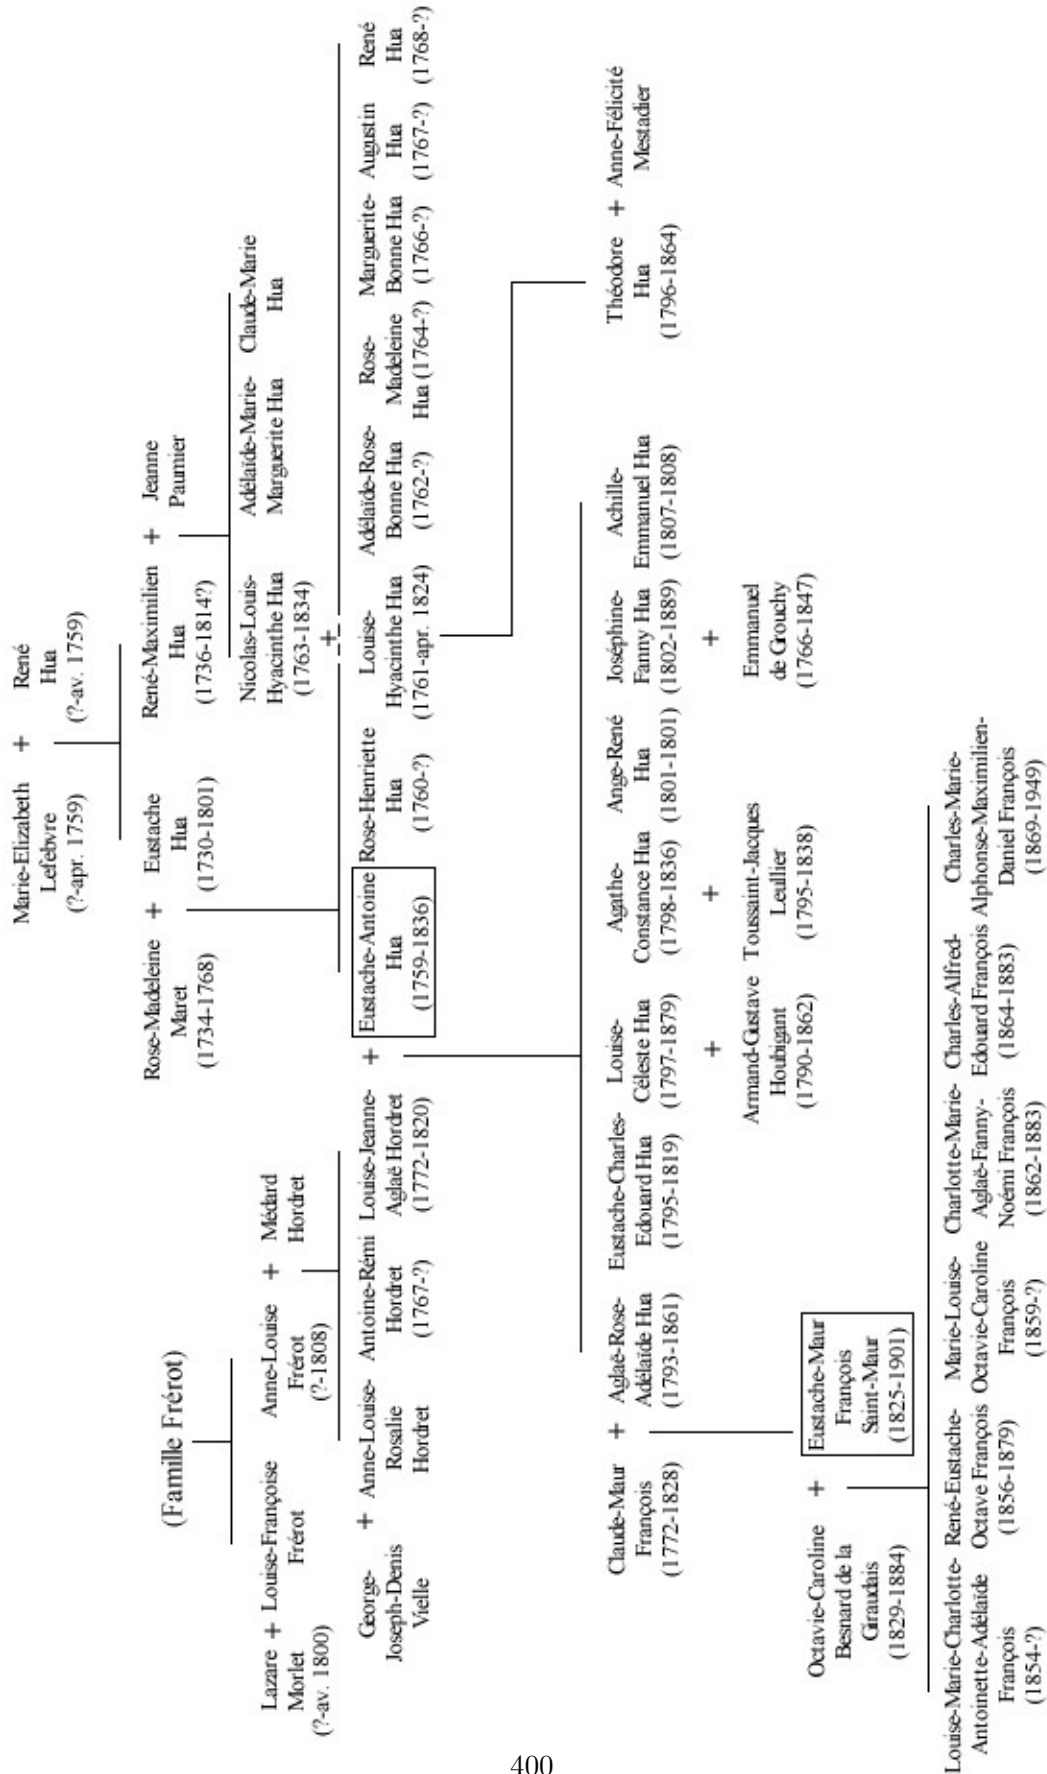 Marie-Elizabeth
Lefebvre
(?-apr. 1759)
+
René
Hua
(?-av. 1759)
Rose-Madeleine
Maret
(1734-1768)
+
Eustache
Hua
(1730-1801)
René-Maximilien
Hua
(1736-1814?)
+
Jeanne
Paumier
(Famille Frérot)
Lazare
Morlet
(?-av. 1800)
+
Louise-Françoise
Frérot
Anne-Louise
Frérot
(?-1808)
+
Médard
Hordret
Nicolas-Louis-
Hyacinthe Hua
(1763-1834)
+
Adélaïde-Marie-
Marguerite Hua
Claude-Marie
Hua
George-
Joseph-Denis
Vielle
+
Anne-Louise-
Rosalie
Hordret
Antoine-Rémi
Hordret
(1767-?)
Louise-Jeanne-
Aglaë Hordret
(1772-1820)
+
Eustache-Antoine
Hua
(1759-1836)
Rose-Henriette
Hua
(1760-?)
Louise-
Hyacinthe Hua
(1761-apr. 1824)
Adélaïde-Rose-
Bonne Hua
(1762-?)
Rose-
Madeleine
Hua (1764-?)
Marguerite-
Bonne Hua
(1766-?)
Augustin
Hua
(1767-?)
René
Hua
(1768-?)
Claude-Maur
François
(1772-1828)
+
Aglaë-Rose-
Adélaïde Hua
(1793-1861)
Eustache-Charles-
Edouard Hua
(1795-1819)
Louise-
Céleste Hua
(1797-1879)
Agathe-
Constance Hua
(1798-1836)
Ange-René
Hua
(1801-1801)
Joséphine-
Fanny Hua
(1802-1889)
Achille-
Emmanuel Hua
(1807-1808)
Théodore
Hua
(1796-1864)
+
Anne-Félicité
Mestadier
+
Armand-Gustave
Houbigant
(1790-1862)
+
Toussaint-Jacques
Leullier
(1795-1838)
+
Emmanuel
de Grouchy
(1766-1847)
Octavie-Caroline
Besnard de la
Giraudais
(1829-1884)
+
Eustache-Maur
François
Saint-Maur
(1825-1901)
Louise-Marie-Charlotte-
Antoinette-Adélaïde
François
(1854-?)
René-Eustache-
Octave François
(1856-1879)
Marie-Louise-
Octavie-Caroline
François
(1859-?)
Charlotte-Marie-
Aglaë-Fanny-
Noémi François
(1862-1883)
Charles-Alfred-
Edouard François
(1864-1883)
Charles-Marie-
Alphonse-Maximilien-
Daniel François
(1869-1949)
400